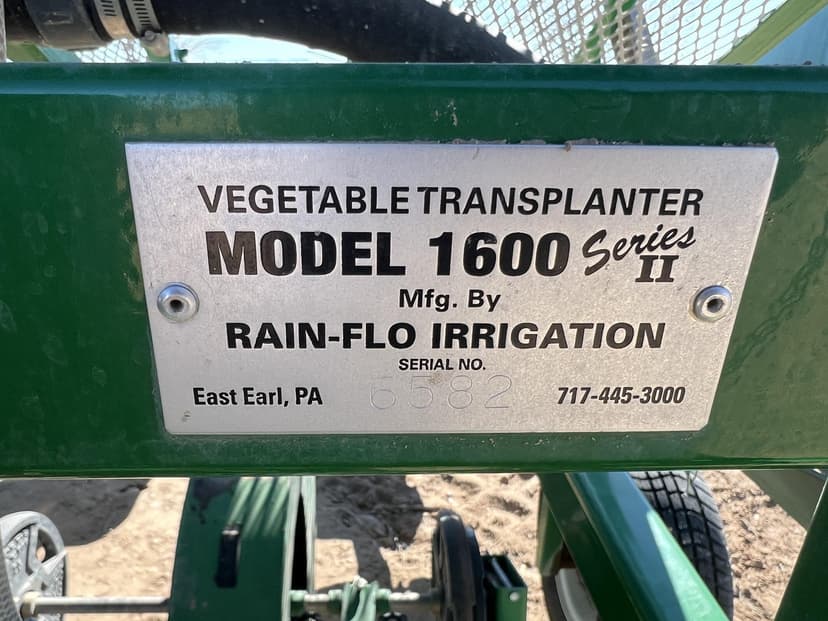 VEGETABLE TRANSPLANTER
MODEL 1600 Series II
Mfg. By
RAIN-FLO IRRIGATION
SERIAL NO.
East Earl, PA 6582 717-445-3000